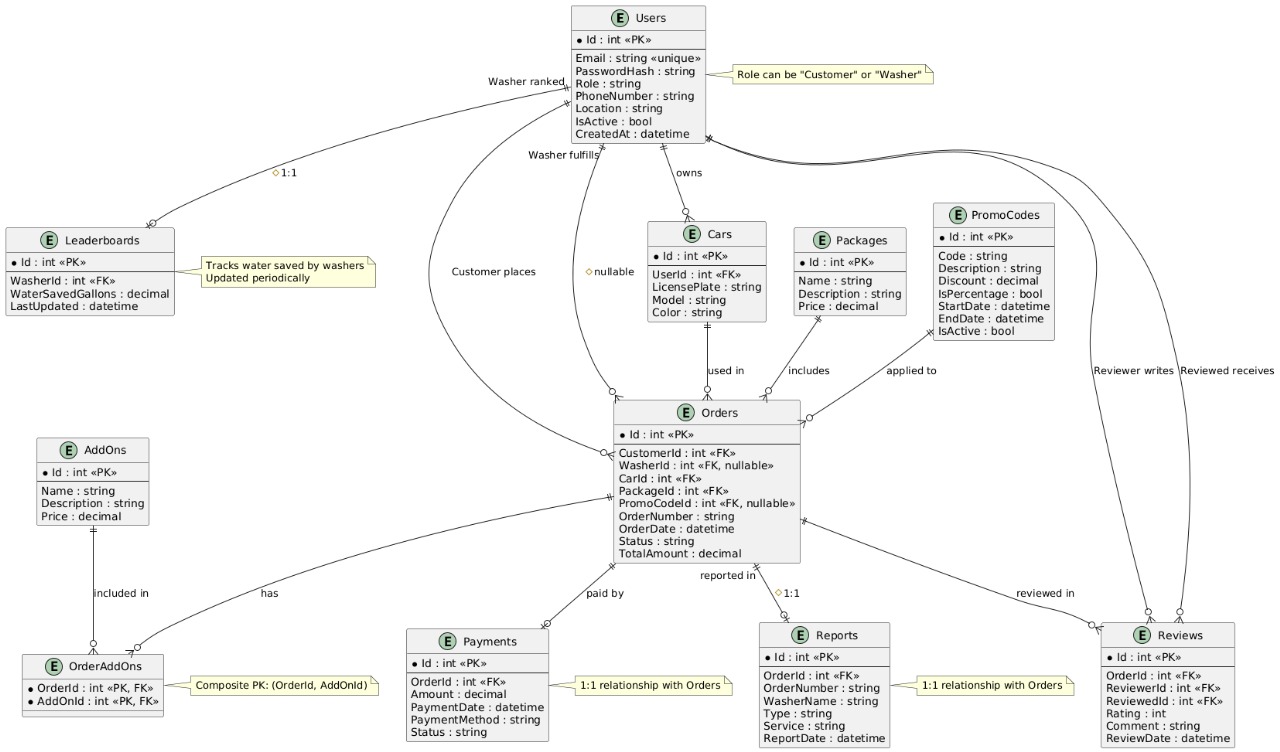 E Users
Id : int «PK»
Email : string «unique»
PasswordHash : string
Role : string
PhoneNumber : string
Location : string
IsActive : bool
CreatedAt : datetime
Role can be "Customer" or "Washer"
Washer ranked
Washer fulfills
1:1
owns
E Leaderboards
Id : int «PK»
WasherId : int «FK»
WaterSavedGallons : decimal
LastUpdated : datetime
Tracks water saved by washers
Updated periodically
Customer places
nullable
E Cars
Id : int «PK»
UserId : int «FK»
LicensePlate : string
Model : string
Color : string
E Packages
Id : int «PK»
Name : string
Description : string
Price : decimal
E PromoCodes
Id : int «PK»
Code : string
Description : string
Discount : decimal
IsPercentage : bool
StartDate : datetime
EndDate : datetime
IsActive : bool
used in
includes
applied to
Reviewer writes
Reviewed receives
E Orders
Id : int «PK»
CustomerId : int «FK»
WasherId : int «FK, nullable»
CarId : int «FK»
PackageId : int «FK»
PromoCodeId : int «FK, nullable»
OrderNumber : string
OrderDate : datetime
Status : string
TotalAmount : decimal
E AddOns
Id : int «PK»
Name : string
Description : string
Price : decimal
included in
has
paid by
reported in
1:1
reviewed in
E OrderAddOns
OrderId : int «PK, FK»
AddOnId : int «PK, FK»
Composite PK: (OrderId, AddOnId)
E Payments
Id : int «PK»
OrderId : int «FK»
Amount : decimal
PaymentDate : datetime
PaymentMethod : string
Status : string
1:1 relationship with Orders
E Reports
Id : int «PK»
OrderId : int «FK»
OrderNumber : string
WasherName : string
Type : string
Service : string
ReportDate : datetime
1:1 relationship with Orders
E Reviews
Id : int «PK»
OrderId : int «FK»
ReviewerId : int «FK»
ReviewedId : int «FK»
Rating : int
Comment : string
ReviewDate : datetime